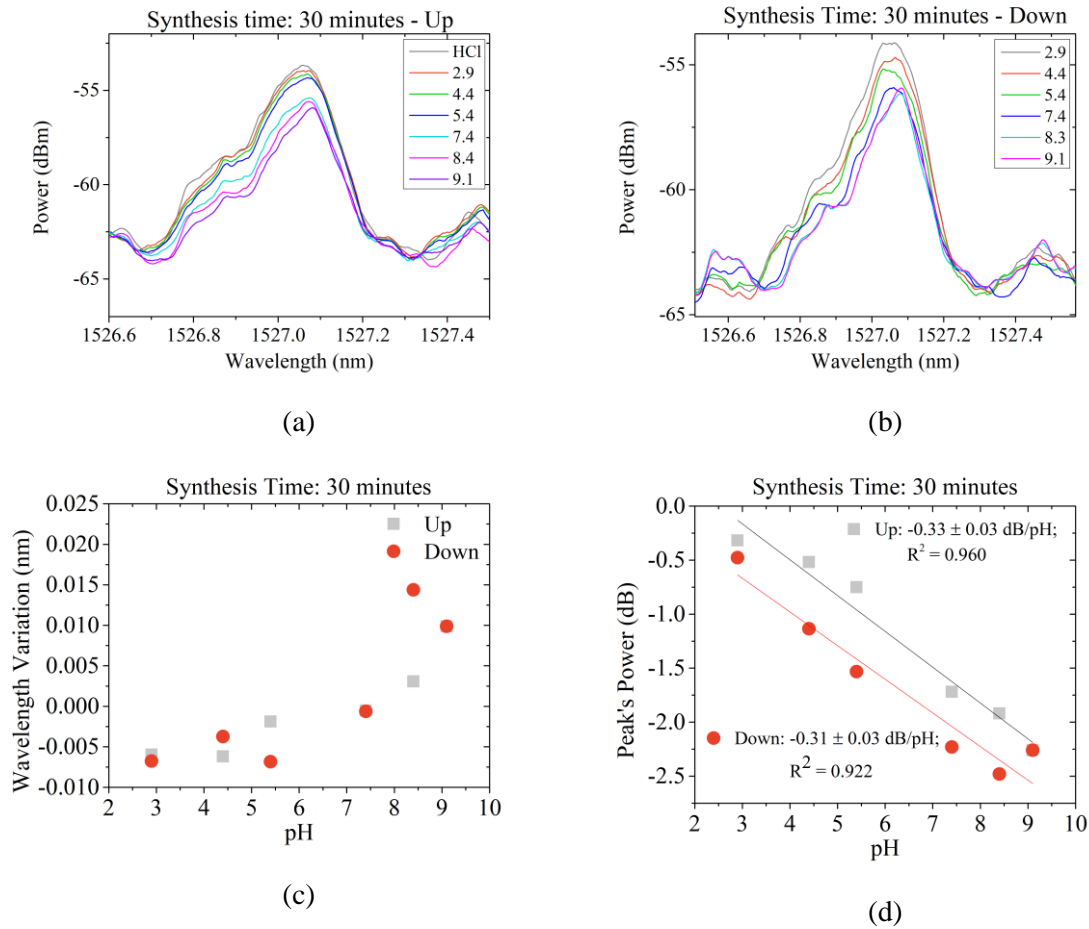 Synthesis time: 30 minutes - Up
Power (dBm)
-55
-60
-65
HCl
2.9
4.4
5.4
7.4
8.4
9.1
1526.6 1526.8 1527.0 1527.2 1527.4
Wavelength (nm)
(a)
Synthesis Time: 30 minutes - Down
Power (dBm)
-55
-60
-65
2.9
4.4
5.4
7.4
8.3
9.1
1526.6 1526.8 1527.0 1527.2 1527.4
Wavelength (nm)
(b)
Synthesis Time: 30 minutes
Wavelength Variation (nm)
0.025
0.020
0.015
0.010
0.005
0.000
-0.005
-0.010
Up
Down
2 3 4 5 6 7 8 9 10
pH
(c)
Synthesis Time: 30 minutes
Peak's Power (dB)
0.0
-0.5
-1.0
-1.5
-2.0
-2.5
Up: -0.33 ± 0.03 dB/pH;
R² = 0.960
Down: -0.31 ± 0.03 dB/pH;
R² = 0.922
2 3 4 5 6 7 8 9 10
pH
(d)